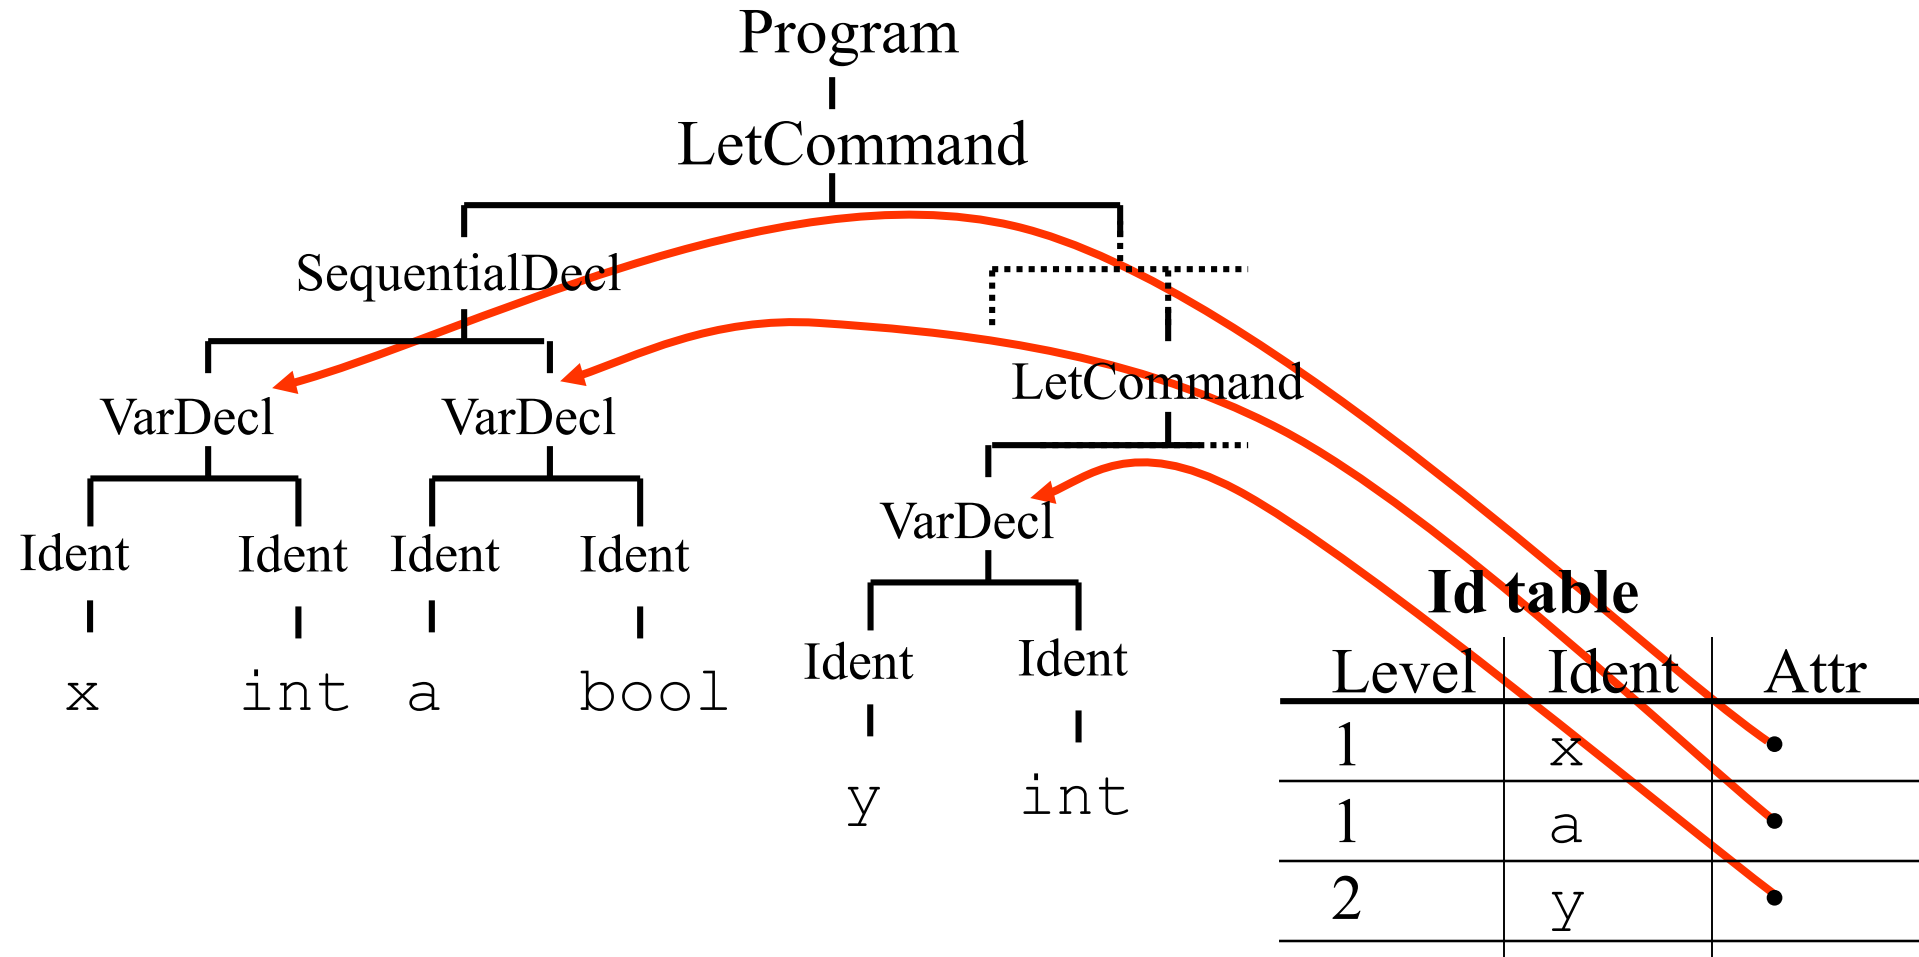 Program
LetCommand
SequentialDecl
LetCommand
VarDecl VarDecl
VarDecl
Ident Ident Ident Ident
Id table
Ident Ident
Level Ident Attr
x int a bool
1 x
y int
1 a
2 y